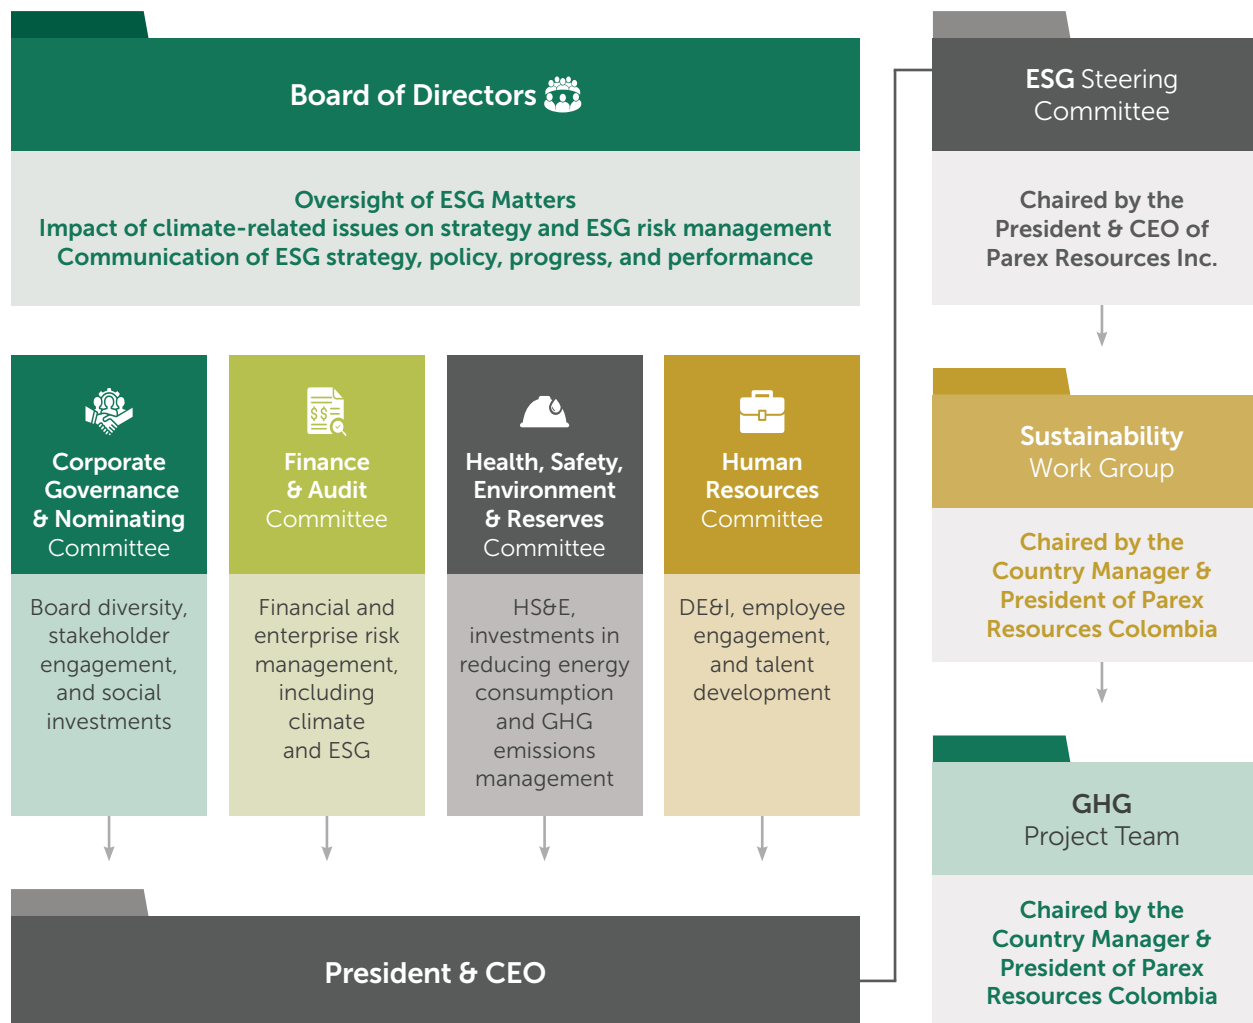 Board of Directors
Oversight of ESG Matters
Impact of climate-related issues on strategy and ESG risk management
Communication of ESG strategy, policy, progress, and performance
Corporate
Governance
& Nominating
Committee
Board diversity,
stakeholder
engagement,
and social
investments
Finance
& Audit
Committee
Financial and
enterprise risk
management,
including
climate
and ESG
Health, Safety,
Environment
& Reserves
Committee
HS&E,
investments in
reducing energy
consumption
and GHG
emissions
management
Human
Resources
Committee
DE&I, employee
engagement,
and talent
development
President & CEO
ESG Steering
Committee
Chaired by the
President & CEO of
Parex Resources Inc.
Sustainability
Work Group
Chaired by the
Country Manager &
President of Parex
Resources Colombia
GHG
Project Team
Chaired by the
Country Manager &
President of Parex
Resources Colombia